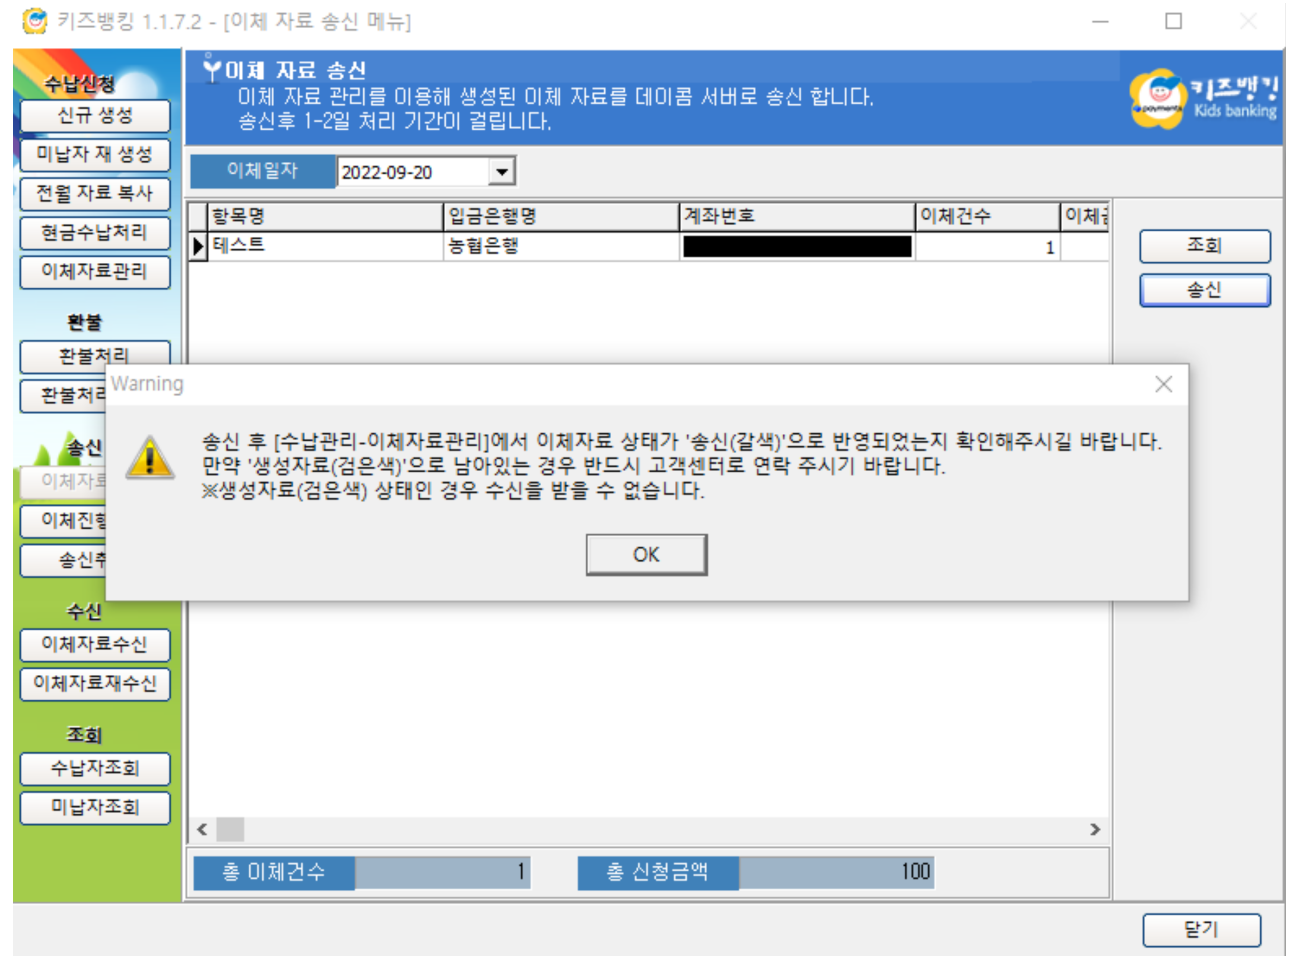 키즈뱅킹 1.1.7.2 - [이체 자료 송신 메뉴]
수납신청
신규 생성
미납자 재 생성
전월 자료 복사
현금수납처리
이체자료관리
환불
환불처리
환불처리
송신
이체자료
이체진행
송신취
수신
이체자료수신
이체자료재수신
조회
수납자조회
미납자조회
이체 자료 송신
이체 자료 관리를 이용해 생성된 이체 자료를 데이콤 서버로 송신 합니다.
송신후 1-2일 처리 기간이 걸립니다.
payments
키즈뱅킹
Kids banking
이체일자 2022-09-20
항목명 입금은행명 계좌번호 이체건수 이체금
테스트 농협은행 1
조회
송신
Warning
송신 후 [수납관리-이체자료관리]에서 이체자료 상태가 '송신(갈색)'으로 반영되었는지 확인해주시길 바랍니다.
만약 '생성자료(검은색)'으로 남아있는 경우 반드시 고객센터로 연락 주시기 바랍니다.
※생성자료(검은색) 상태인 경우 수신을 받을 수 없습니다.
OK
총 이체건수 1 총 신청금액 100
닫기